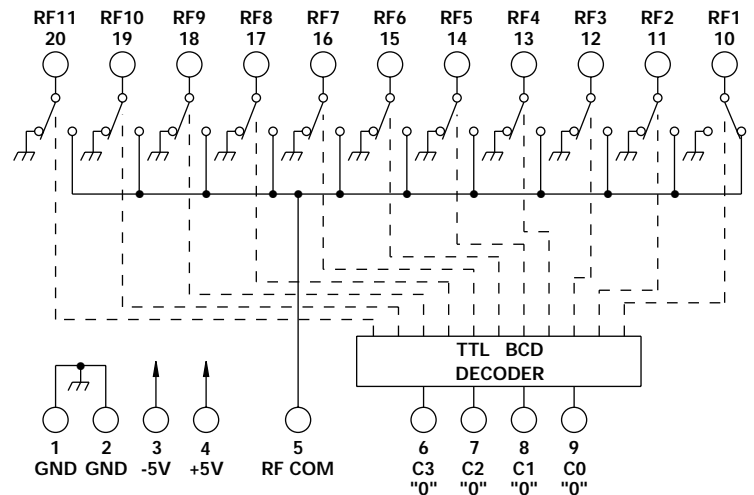 RF11 RF10 RF9 RF8 RF7 RF6 RF5 RF4 RF3 RF2 RF1
20 19 18 17 16 15 14 13 12 11 10
TTL BCD
DECODER
1 2 3 4 5 6 7 8 9
GND GND -5V +5V RF COM C3 C2 C1 C0
"0" "0" "0" "0"